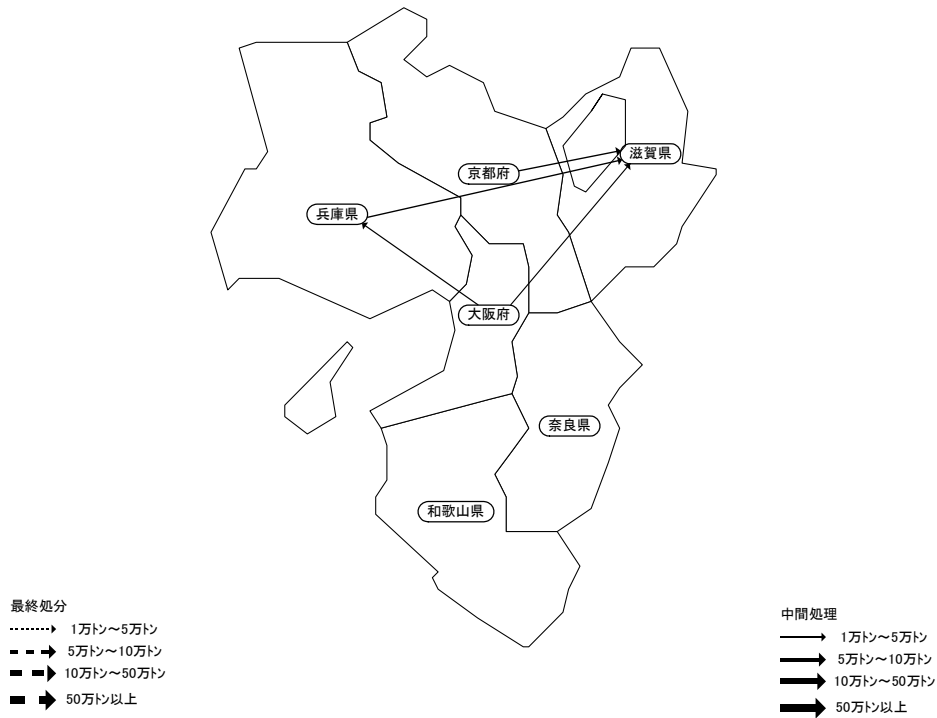 滋賀県
京都府
兵庫県
大阪府
奈良県
和歌山県
最終処分
1万トン～5万トン
5万トン～10万トン
10万トン～50万トン
50万トン以上
中間処理
1万トン～5万トン
5万トン～10万トン
10万トン～50万トン
50万トン以上